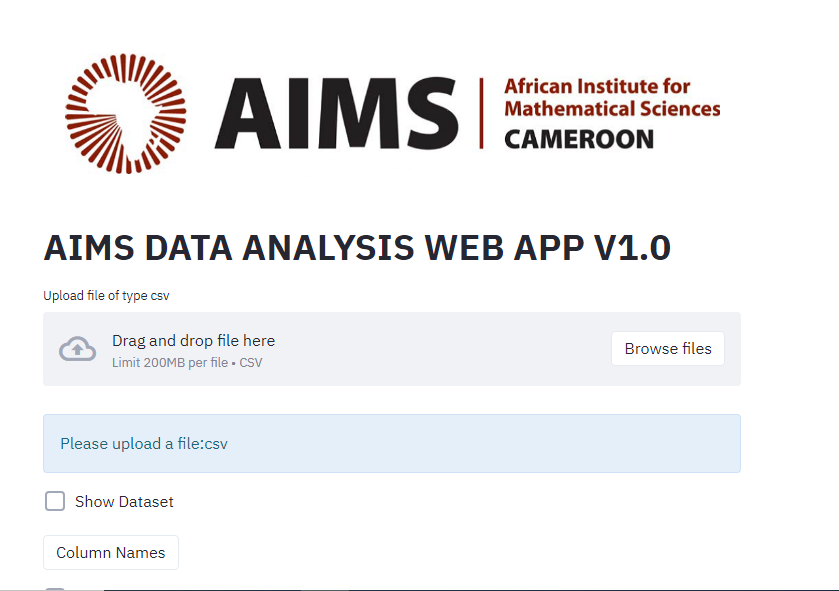 AIMS
African Institute for
Mathematical Sciences
CAMEROON
AIMS DATA ANALYSIS WEB APP V1.0
Upload file of type csv
Drag and drop file here
Limit 200MB per file • CSV
Browse files
Please upload a file:csv
Show Dataset
Column Names